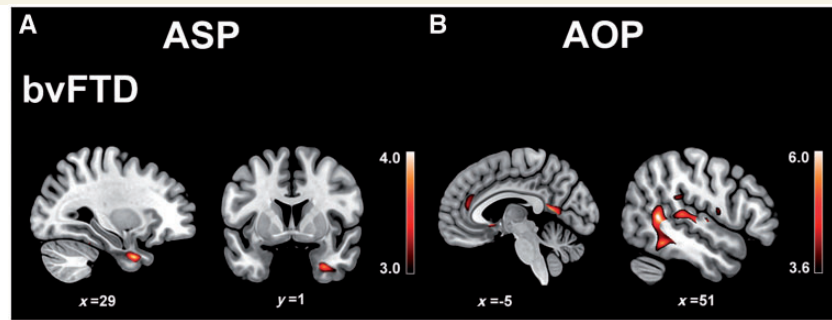 A ASP B AOP
bvFTD
4.0 6.0
3.0 3.6
x=29 y=1 x=-5 x=51